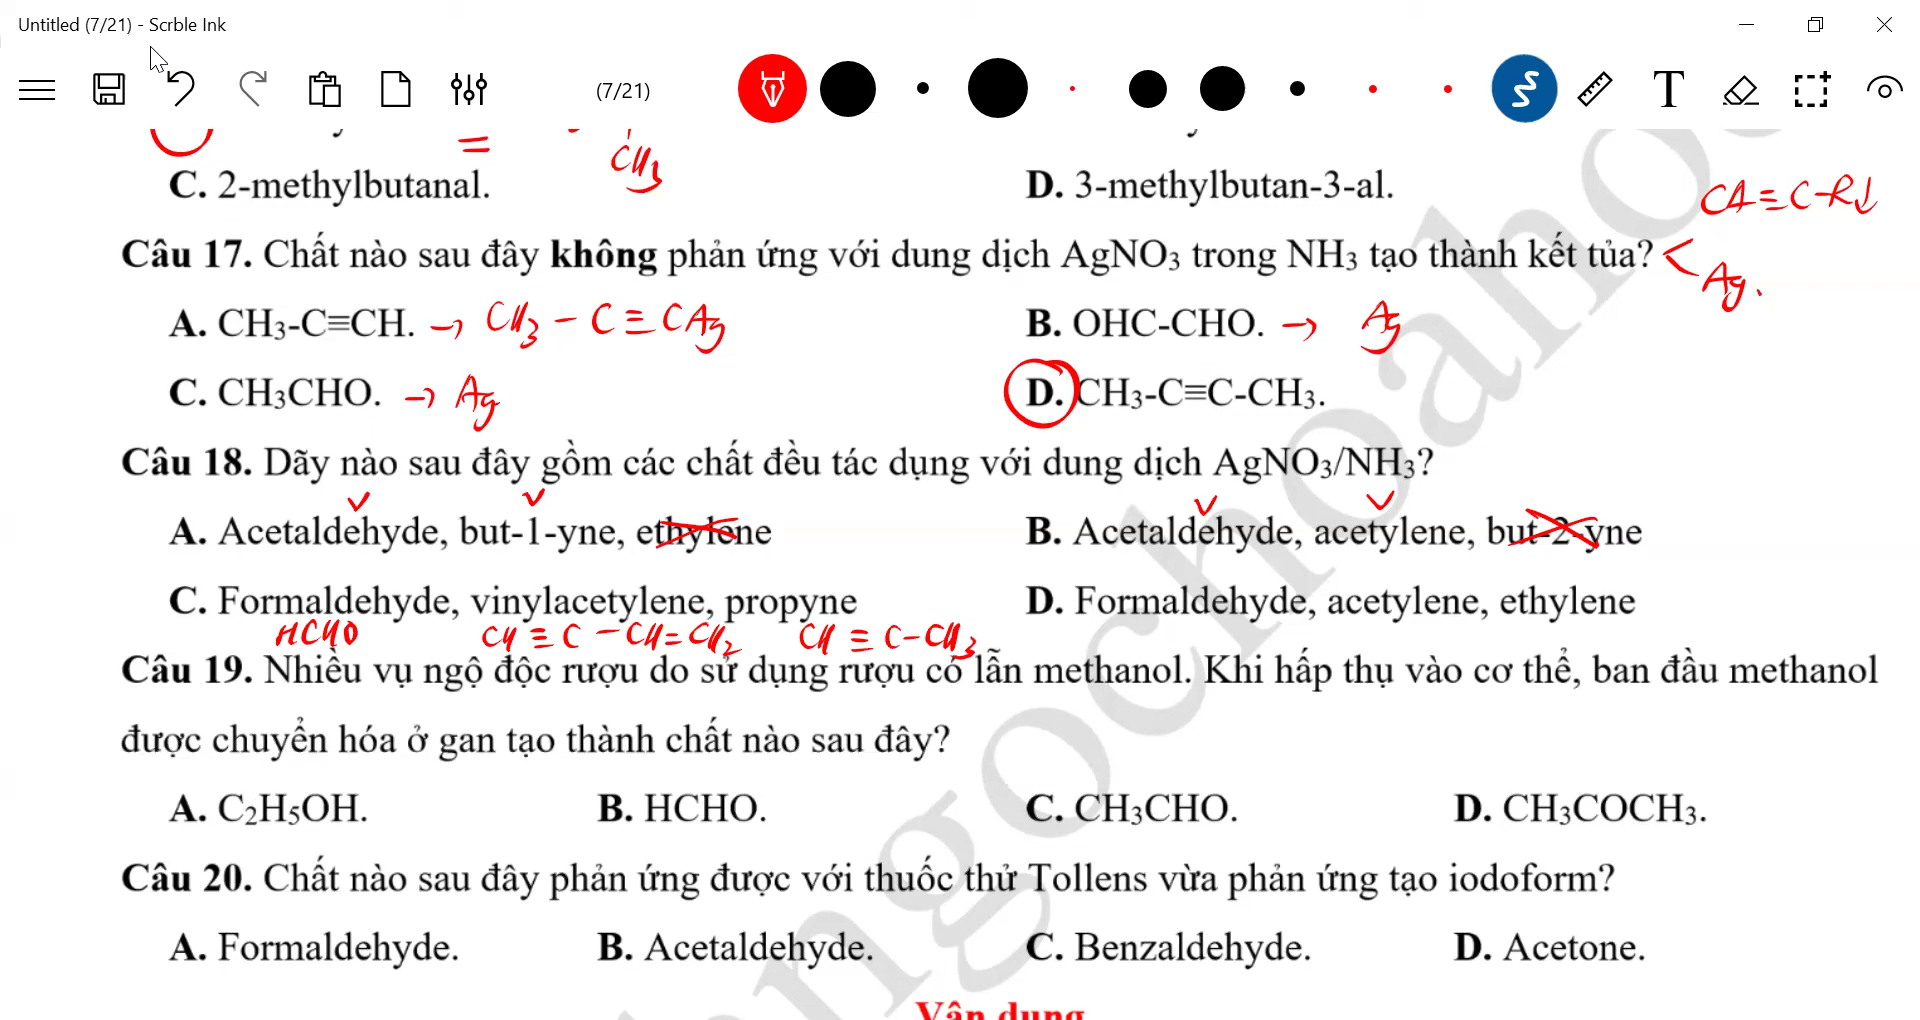 Untitled (7/21) - Scrble Ink
(7/21)
T
CH3
C. 2-methylbutanal.
D. 3-methylbutan-3-al.
CA≡C-R↓
Câu 17. Chất nào sau đây không phản ứng với dung dịch AgNO₃ trong NH₃ tạo thành kết tủa? <
Ag.
A. CH₃-C≡CH. → CH3 - C≡CAg
B. OHC-CHO. → Ag
C. CH₃CHO. → Ag
D. CH₃-C≡C-CH₃.
Câu 18. Dãy nào sau đây gồm các chất đều tác dụng với dung dịch AgNO₃/NH₃?
A. Acetaldehyde, but-1-yne, ethylene
B. Acetaldehyde, acetylene, but-2-yne
C. Formaldehyde, vinylacetylene, propyne
D. Formaldehyde, acetylene, ethylene
HCHO CH≡C-CH=CH2 CH≡C-CH3
Câu 19. Nhiều vụ ngộ độc rượu do sử dụng rượu có lẫn methanol. Khi hấp thụ vào cơ thể, ban đầu methanol
được chuyển hóa ở gan tạo thành chất nào sau đây?
A. C₂H₅OH.
B. HCHO.
C. CH₃CHO.
D. CH₃COCH₃.
Câu 20. Chất nào sau đây phản ứng được với thuốc thử Tollens vừa phản ứng tạo iodoform?
A. Formaldehyde.
B. Acetaldehyde.
C. Benzaldehyde.
D. Acetone.
Vận dụng